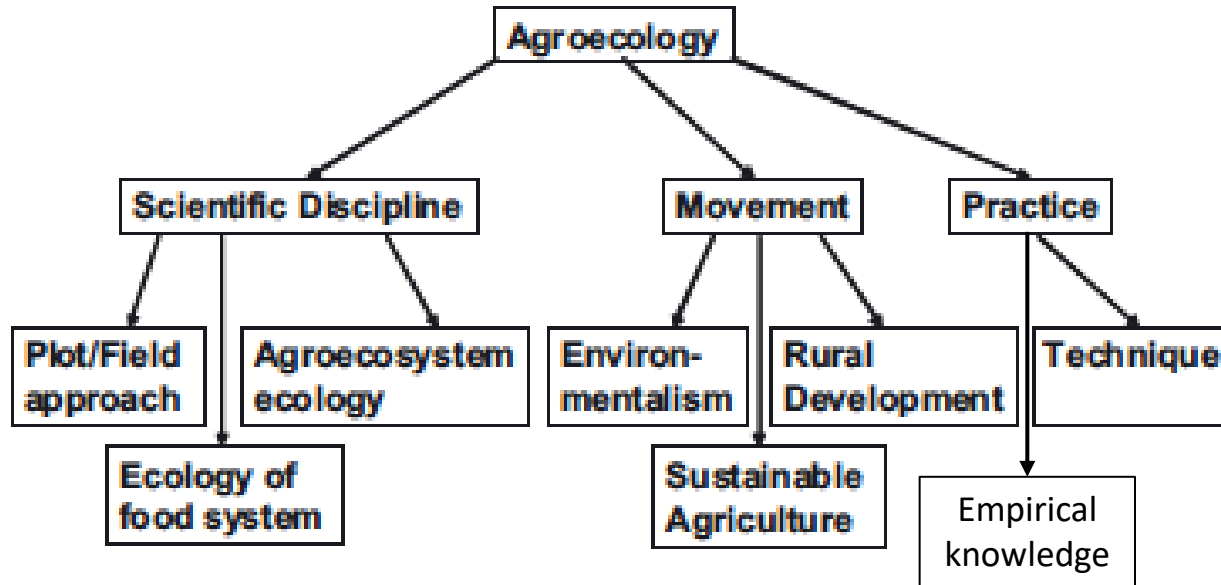 Agroecology
Scientific Discipline
Movement
Practice
Plot/Field
approach
Agroecosystem
ecology
Environ-
mentalism
Rural
Development
Technique
Ecology of
food system
Sustainable
Agriculture
Empirical
knowledge